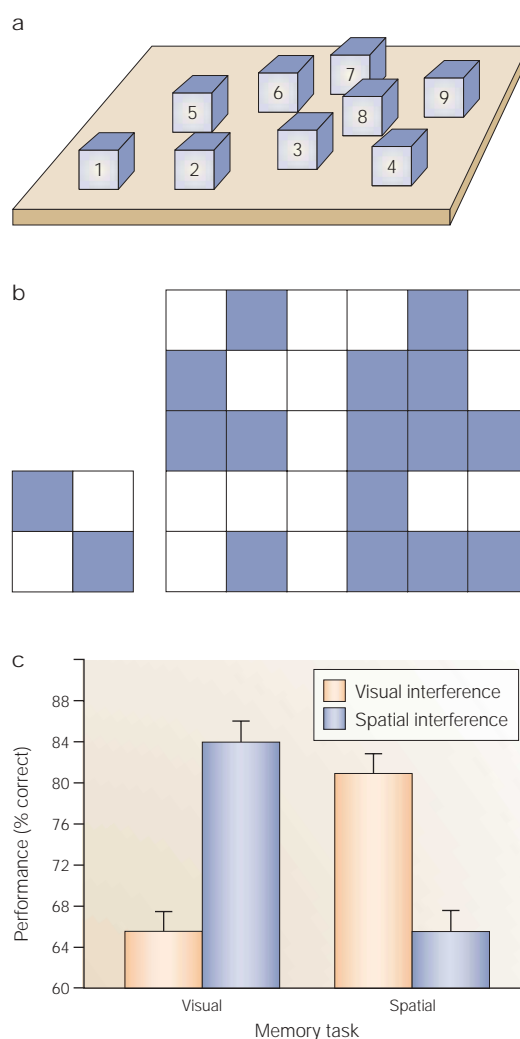 a
7
6
9
5
8
3
1
2
4
b
c
Visual interference
Spatial interference
88
84
80
76
72
68
64
60
Performance (% correct)
Visual
Spatial
Memory task